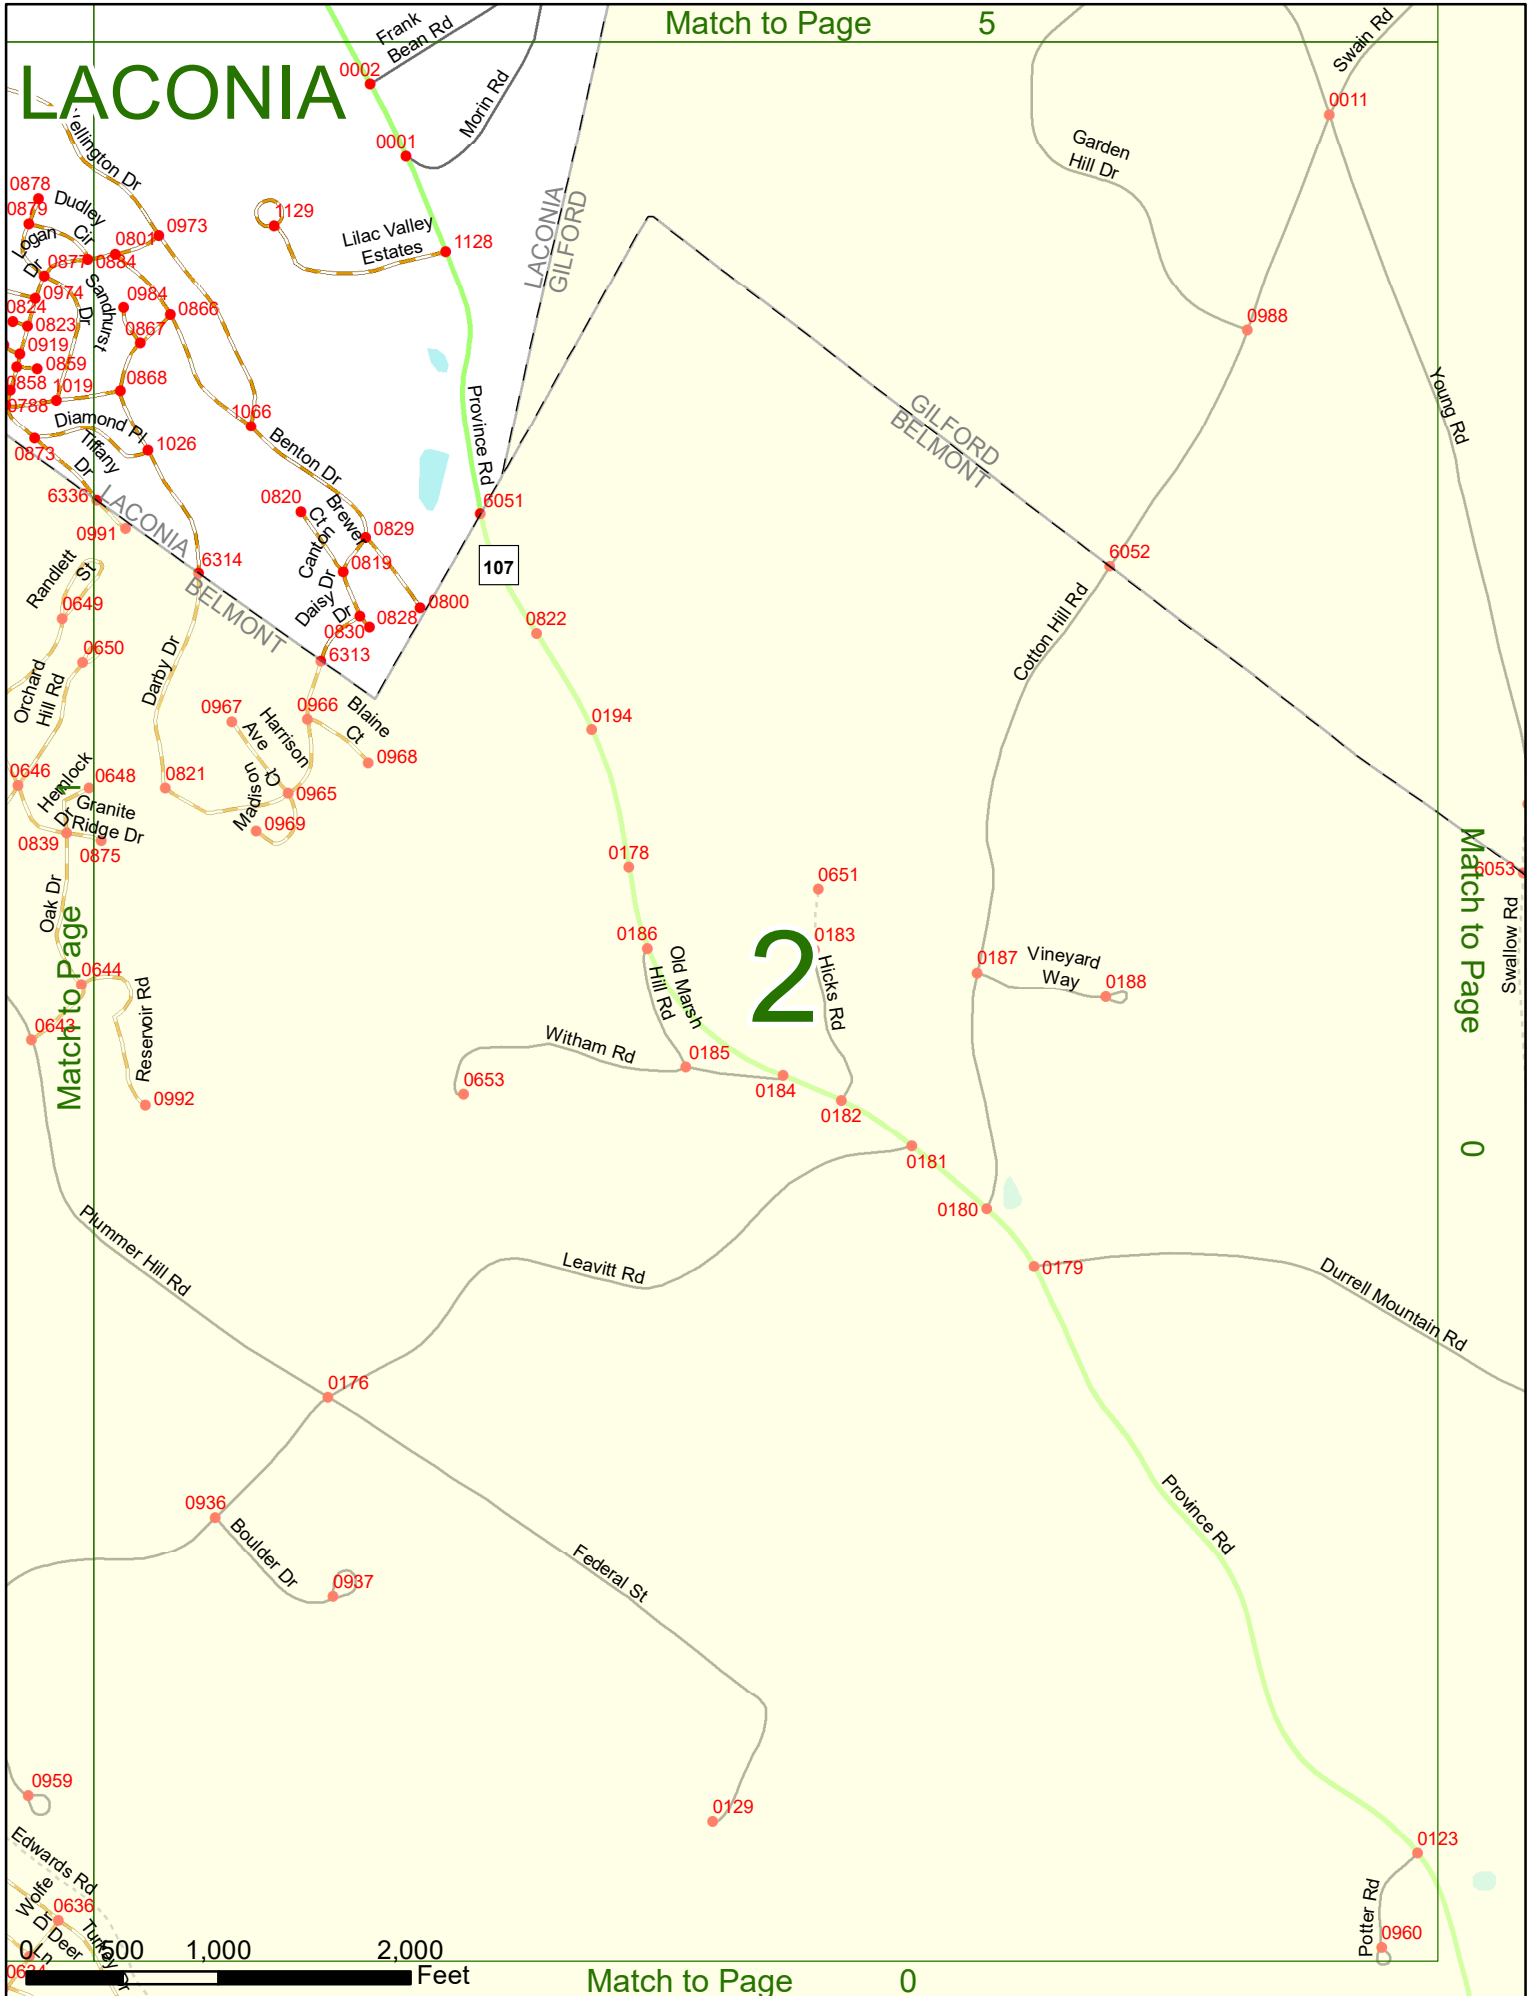 Match to Page 5
LACONIA
Frank
Bean Rd
0002
Morin Rd
0001
Swain Rd
0011
Garden
Hill Dr
ellington Dr
0878
Dudley
Cir
0879
Logan
Dr
0801
0973
1129
Lilac Valley
Estates
1128
LACONIA
GILFORD
0877
0884
0974
Sandhurst
Dr
0984
0866
0824
0823
0867
0988
0919
0859
0858
1019
0868
0788
Diamond Pl
1066
Province Rd
GILFORD
BELMONT
Young Rd
0873
Tiffany
Dr
1026
Benton Dr
6336
LACONIA
0820
Canton
Ct n
Brewer
Dr
0829
6051
0991
107
6052
Randlett
St
6314
0819
BELMONT
Daisy
Dr
0800
0649
0830
0828
0822
Cotton Hill Rd
0650
6313
Orchard
Hill Rd
Darby Dr
0967
Harrison
Ave
0966
Blaine
Ct
0194
0968
0646
Hemlock
Dr
0648
0821
Madison
Ct
0965
Granite
Ridge Dr
0969
0839
0875
0178
0651
6053
Match to Page 0
Swallow Rd
Oak Dr
Match to Page 1
0186
Old Marsh
Hill Rd
2
0183
Hicks Rd
0187
Vineyard
Way
0188
0644
Reservoir Rd
0643
Witham Rd
0185
0653
0184
0182
0992
0181
0180
Plummer Hill Rd
Leavitt Rd
0179
Durrell Mountain Rd
0176
Province Rd
0936
Boulder Dr
0937
Federal St
0959
0129
0123
Edwards Rd
Wolfe
Dr
0636
Deer
Ln
Turkey Dr
Potter Rd
0960
0634
0 500 1,000 2,000
Feet
Match to Page 0